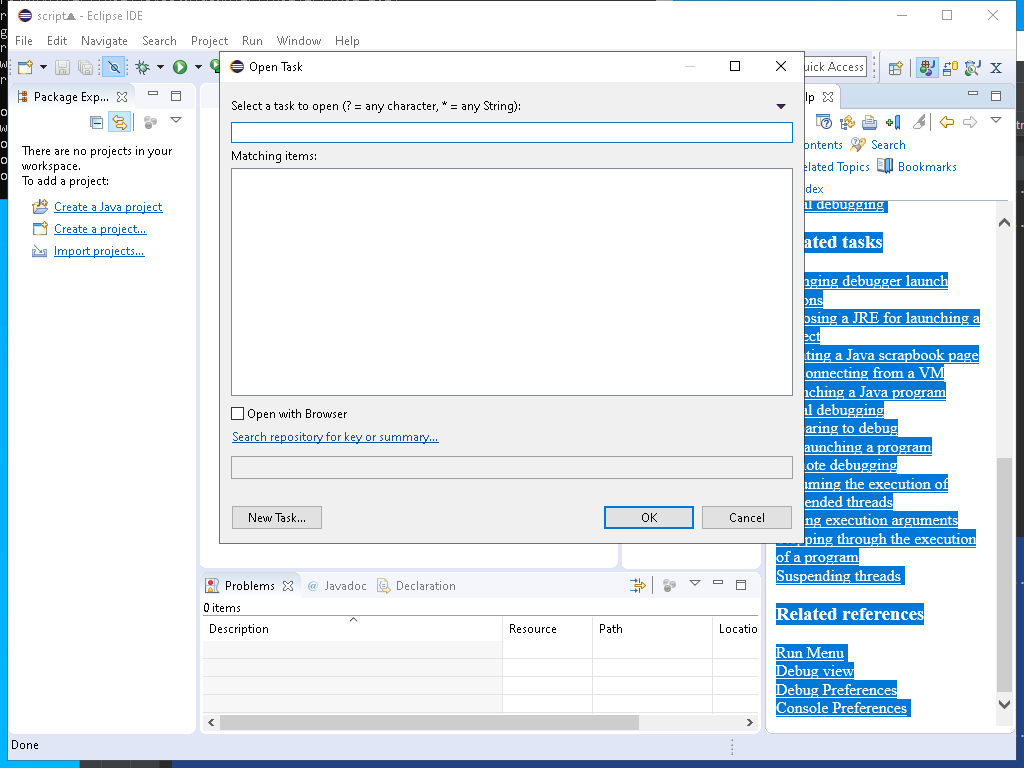 script - Eclipse IDE
File Edit Navigate Search Project Run Window Help
Quick Access
Package Exp...
There are no projects in your
workspace.
To add a project:
Create a Java project
Create a project...
Import projects...
Open Task
Select a task to open (? = any character, * = any String):
Matching items:
Open with Browser
Search repository for key or summary...
New Task...
OK
Cancel
lp
ontents
Search
elated Topics
Bookmarks
dex
al debugging
ated tasks
nging debugger launch
ons
osing a JRE for launching a
ect
ting a Java scrapbook page
onnecting from a VM
nching a Java program
al debugging
aring to debug
aunching a program
ote debugging
uming the execution of
ended threads
ng execution arguments
pping through the execution
of a program
Suspending threads
Related references
Run Menu
Debug view
Debug Preferences
Console Preferences
Problems
@ Javadoc
Declaration
0 items
Description
Resource
Path
Locatio
Done